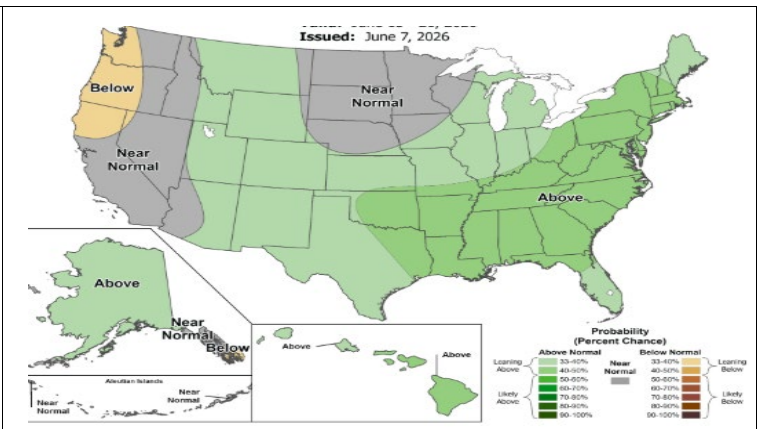 Issued: June 7, 2026
Below
Near
Normal
Near
Normal
Above
Above
Near
Normal
Below
Above
Above
Aleutian Islands
Near
Normal
Near
Normal
Probability
(Percent Chance)
Above Normal
Below Normal
Leaning
Above
33-40%
40-50%
Likely
Above
50-60%
60-70%
70-80%
80-90%
90-100%
Near
Normal
33-40%
40-50%
Leaning
Below
50-60%
60-70%
70-80%
80-90%
90-100%
Likely
Below